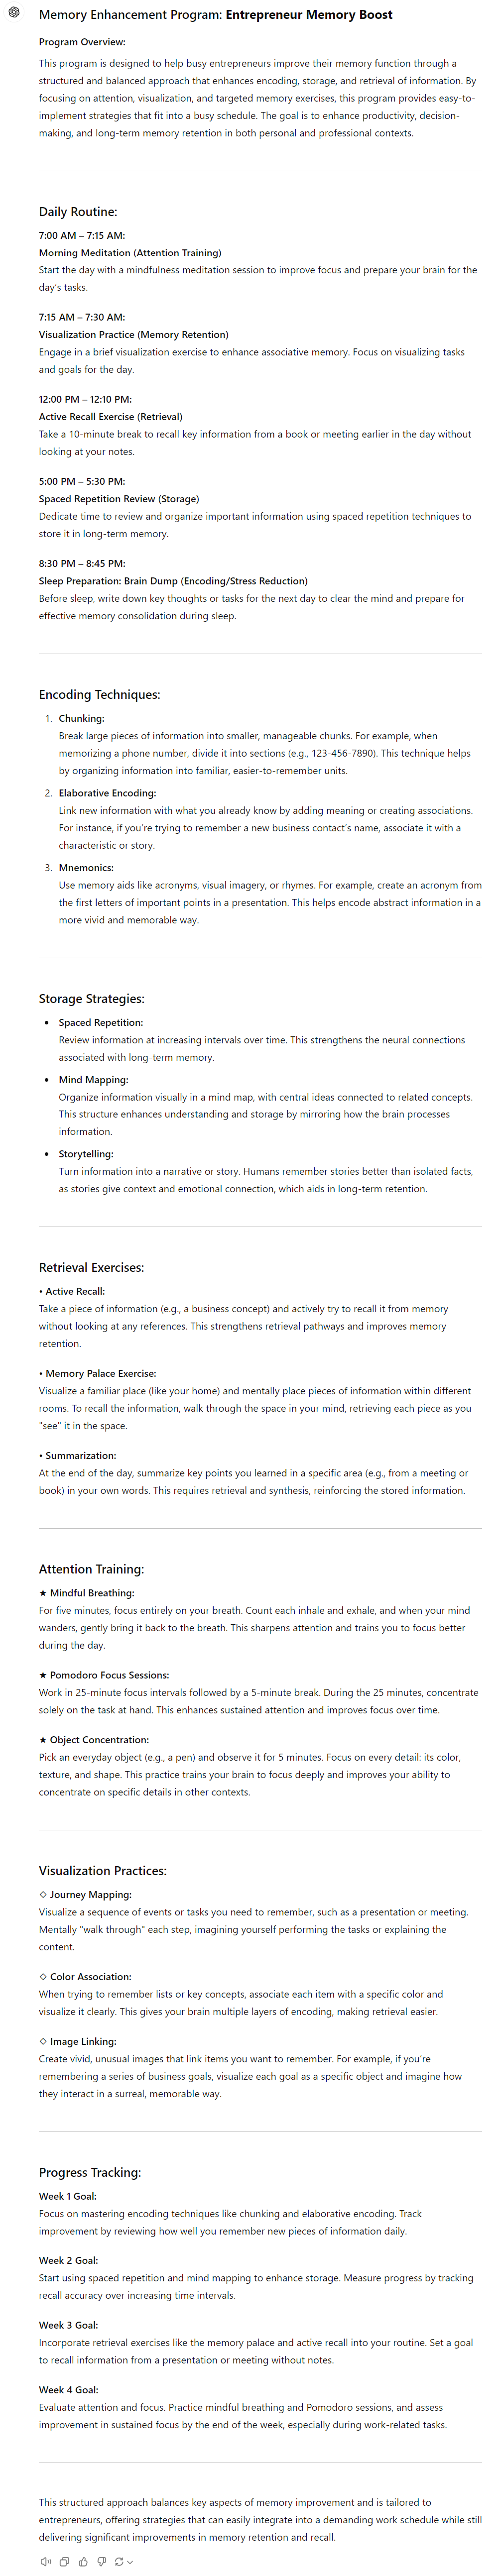 Memory Enhancement Program: Entrepreneur Memory Boost
Program Overview:
This program is designed to help busy entrepreneurs improve their memory function through a
structured and balanced approach that enhances encoding, storage, and retrieval of information. By
focusing on attention, visualization, and targeted memory exercises, this program provides easy-to-
implement strategies that fit into a busy schedule. The goal is to enhance productivity, decision-
making, and long-term memory retention in both personal and professional contexts.
Daily Routine:
7:00 AM – 7:15 AM:
Morning Meditation (Attention Training)
Start the day with a mindfulness meditation session to improve focus and prepare your brain for the
day's tasks.
7:15 AM – 7:30 AM:
Visualization Practice (Memory Retention)
Engage in a brief visualization exercise to enhance associative memory. Focus on visualizing tasks
and goals for the day.
12:00 PM – 12:10 PM:
Active Recall Exercise (Retrieval)
Take a 10-minute break to recall key information from a book or meeting earlier in the day without
looking at your notes.
5:00 PM – 5:30 PM:
Spaced Repetition Review (Storage)
Dedicate time to review and organize important information using spaced repetition techniques to
store it in long-term memory.
8:30 PM – 8:45 PM:
Sleep Preparation: Brain Dump (Encoding/Stress Reduction)
Before sleep, write down key thoughts or tasks for the next day to clear the mind and prepare for
effective memory consolidation during sleep.
Encoding Techniques:
1. Chunking:
Break large pieces of information into smaller, manageable chunks. For example, when
memorizing a phone number, divide it into sections (e.g., 123-456-7890). This technique helps
by organizing information into familiar, easier-to-remember units.
2. Elaborative Encoding:
Link new information with what you already know by adding meaning or creating associations.
For instance, if you're trying to remember a new business contact's name, associate it with a
characteristic or story.
3. Mnemonics:
Use memory aids like acronyms, visual imagery, or rhymes. For example, create an acronym from
the first letters of important points in a presentation. This helps encode abstract information in a
more vivid and memorable way.
Storage Strategies:
• Spaced Repetition:
Review information at increasing intervals over time. This strengthens the neural connections
associated with long-term memory.
• Mind Mapping:
Organize information visually in a mind map, with central ideas connected to related concepts.
This structure enhances understanding and storage by mirroring how the brain processes
information.
• Storytelling:
Turn information into a narrative or story. Humans remember stories better than isolated facts,
as stories give context and emotional connection, which aids in long-term retention.
Retrieval Exercises:
• Active Recall:
Take a piece of information (e.g., a business concept) and actively try to recall it from memory
without looking at any references. This strengthens retrieval pathways and improves memory
retention.
• Memory Palace Exercise:
Visualize a familiar place (like your home) and mentally place pieces of information within different
rooms. To recall the information, walk through the space in your mind, retrieving each piece as you
"see" it in the space.
• Summarization:
At the end of the day, summarize key points you learned in a specific area (e.g., from a meeting or
book) in your own words. This requires retrieval and synthesis, reinforcing the stored information.
Attention Training:
★ Mindful Breathing:
For five minutes, focus entirely on your breath. Count each inhale and exhale, and when your mind
wanders, gently bring it back to the breath. This sharpens attention and trains you to focus better
during the day.
★ Pomodoro Focus Sessions:
Work in 25-minute focus intervals followed by a 5-minute break. During the 25 minutes, concentrate
solely on the task at hand. This enhances sustained attention and improves focus over time.
★ Object Concentration:
Pick an everyday object (e.g., a pen) and observe it for 5 minutes. Focus on every detail: its color,
texture, and shape. This practice trains your brain to focus deeply and improves your ability to
concentrate on specific details in other contexts.
Visualization Practices:
◇ Journey Mapping:
Visualize a sequence of events or tasks you need to remember, such as a presentation or meeting.
Mentally "walk through" each step, imagining yourself performing the tasks or explaining the
content.
◇ Color Association:
When trying to remember lists or key concepts, associate each item with a specific color and
visualize it clearly. This gives your brain multiple layers of encoding, making retrieval easier.
◇ Image Linking:
Create vivid, unusual images that link items you want to remember. For example, if you're
remembering a series of business goals, visualize each goal as a specific object and imagine how
they interact in a surreal, memorable way.
Progress Tracking:
Week 1 Goal:
Focus on mastering encoding techniques like chunking and elaborative encoding. Track
improvement by reviewing how well you remember new pieces of information daily.
Week 2 Goal:
Start using spaced repetition and mind mapping to enhance storage. Measure progress by tracking
recall accuracy over increasing time intervals.
Week 3 Goal:
Incorporate retrieval exercises like the memory palace and active recall into your routine. Set a goal
to recall information from a presentation or meeting without notes.
Week 4 Goal:
Evaluate attention and focus. Practice mindful breathing and Pomodoro sessions, and assess
improvement in sustained focus by the end of the week, especially during work-related tasks.
This structured approach balances key aspects of memory improvement and is tailored to
entrepreneurs, offering strategies that can easily integrate into a demanding work schedule while still
delivering significant improvements in memory retention and recall.